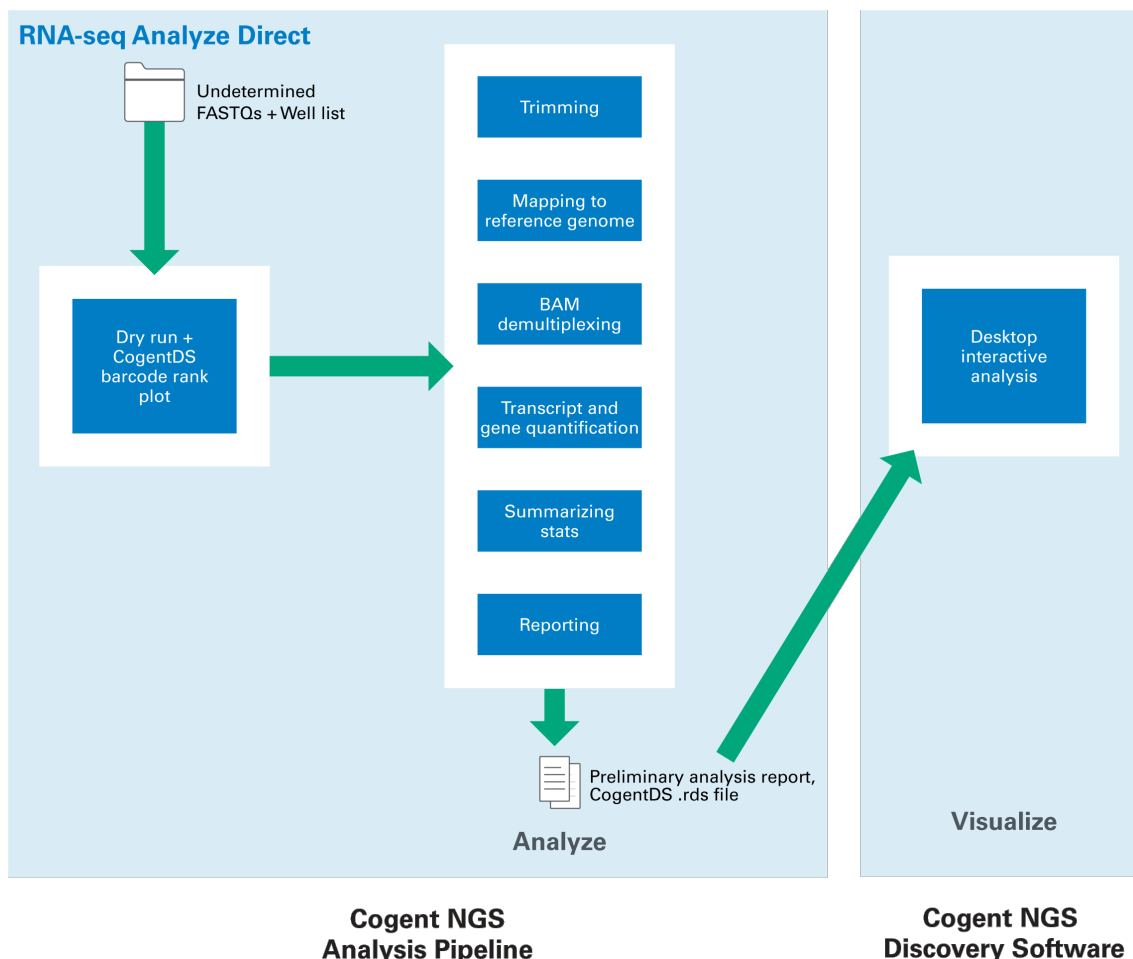 RNA-seq Analyze Direct
Undetermined
FASTQs + Well list
Dry run +
CogentDS
barcode rank
plot
Trimming
Mapping to
reference genome
BAM
demultiplexing
Transcript and
gene quantification
Summarizing
stats
Reporting
Preliminary analysis report,
CogentDS .rds file
Analyze
Desktop
interactive
analysis
Visualize
Cogent NGS
Analysis Pipeline
Cogent NGS
Discovery Software